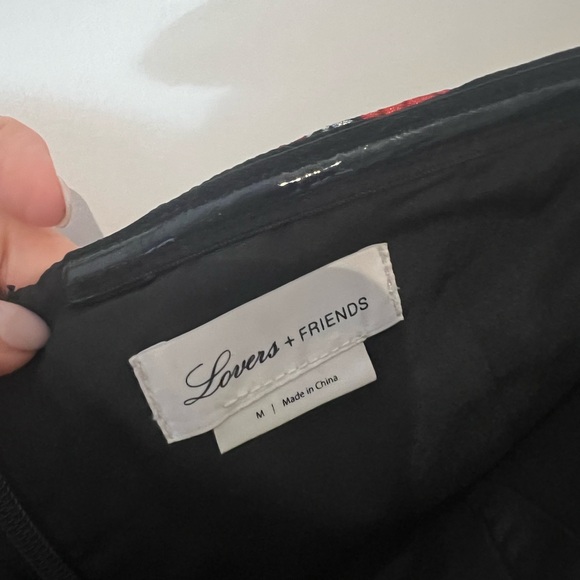 Lovers + FRIENDS
M | Made in China